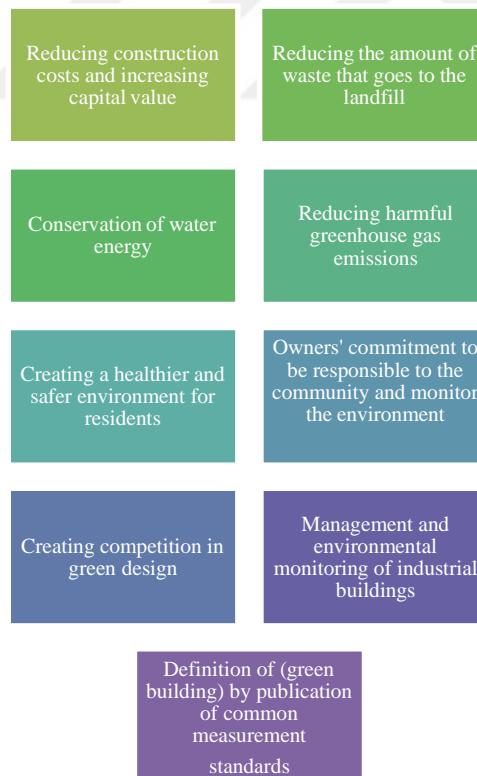 Reducing construction
costs and increasing
capital value
Reducing the amount of
waste that goes to the
landfill
Conservation of water
energy
Reducing harmful
greenhouse gas
emissions
Creating a healthier and
safer environment for
residents
Owners' commitment to
be responsible to the
community and monitor
the environment
Creating competition in
green design
Management and
environmental
monitoring of industrial
buildings
Definition of (green
building) by publication
of common
measurement
standards